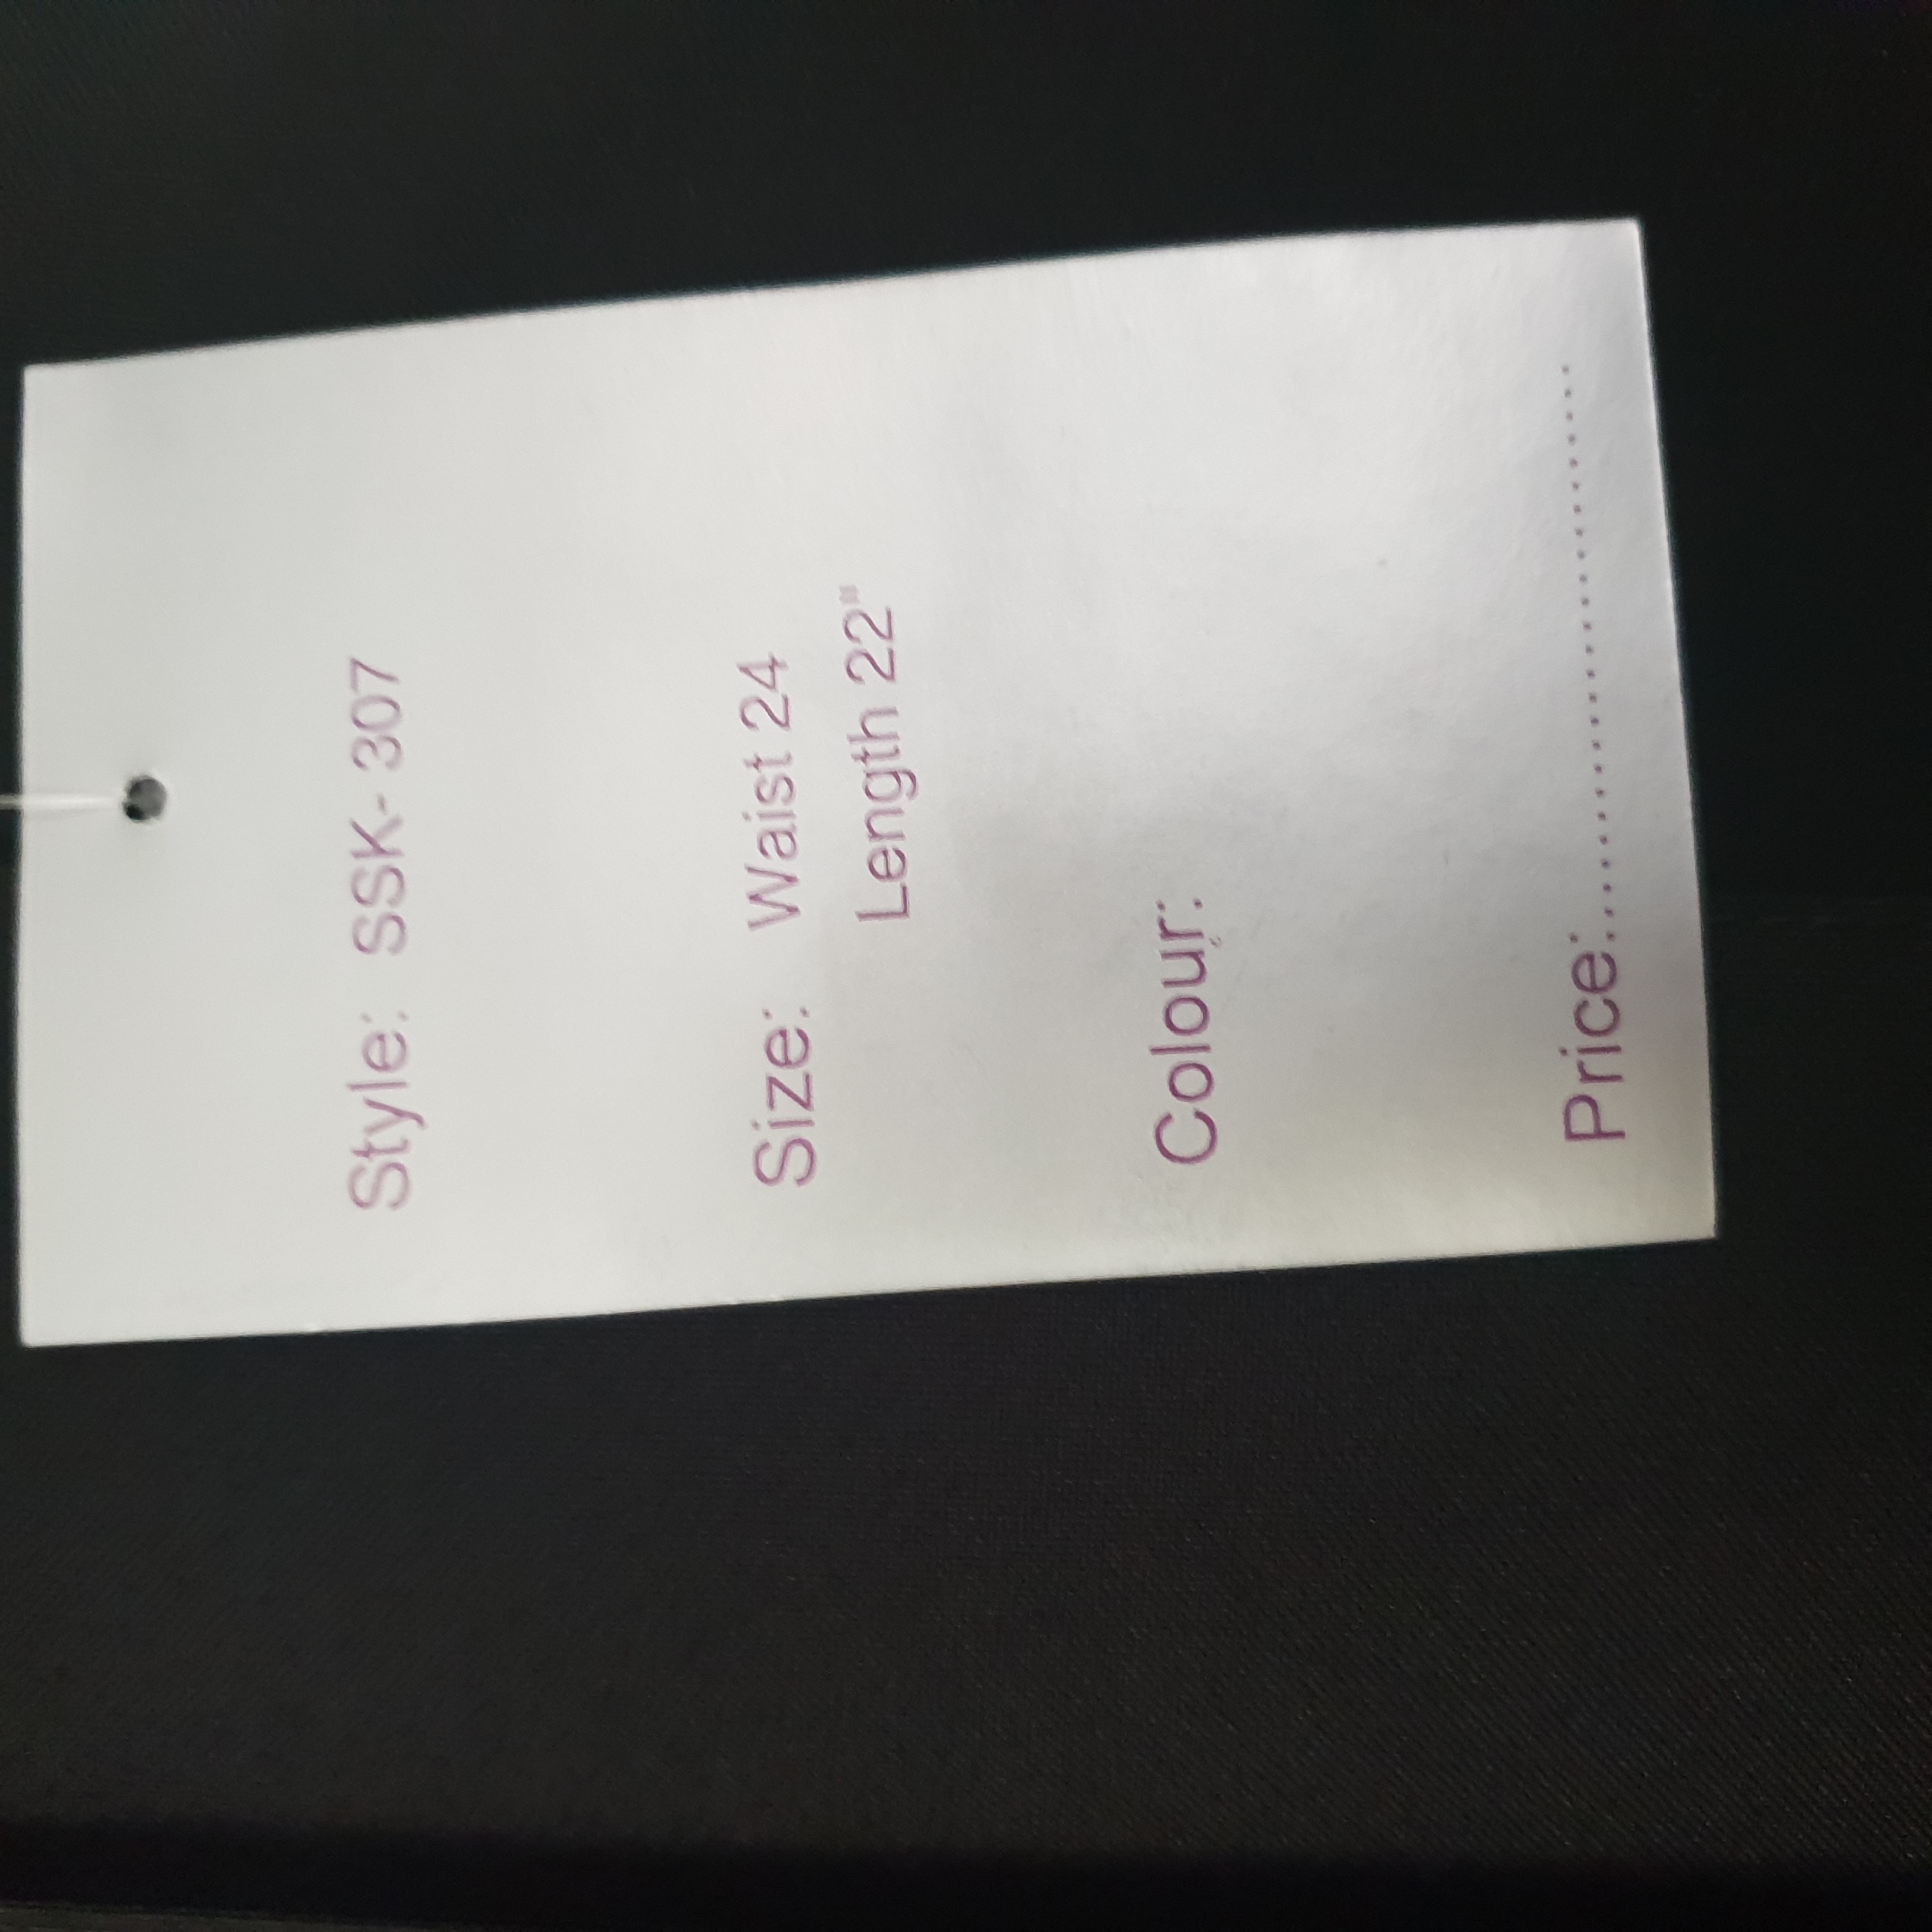 Style: SSK- 307
Size: Waist 24
Length 22"
Colour:
Price:.................................